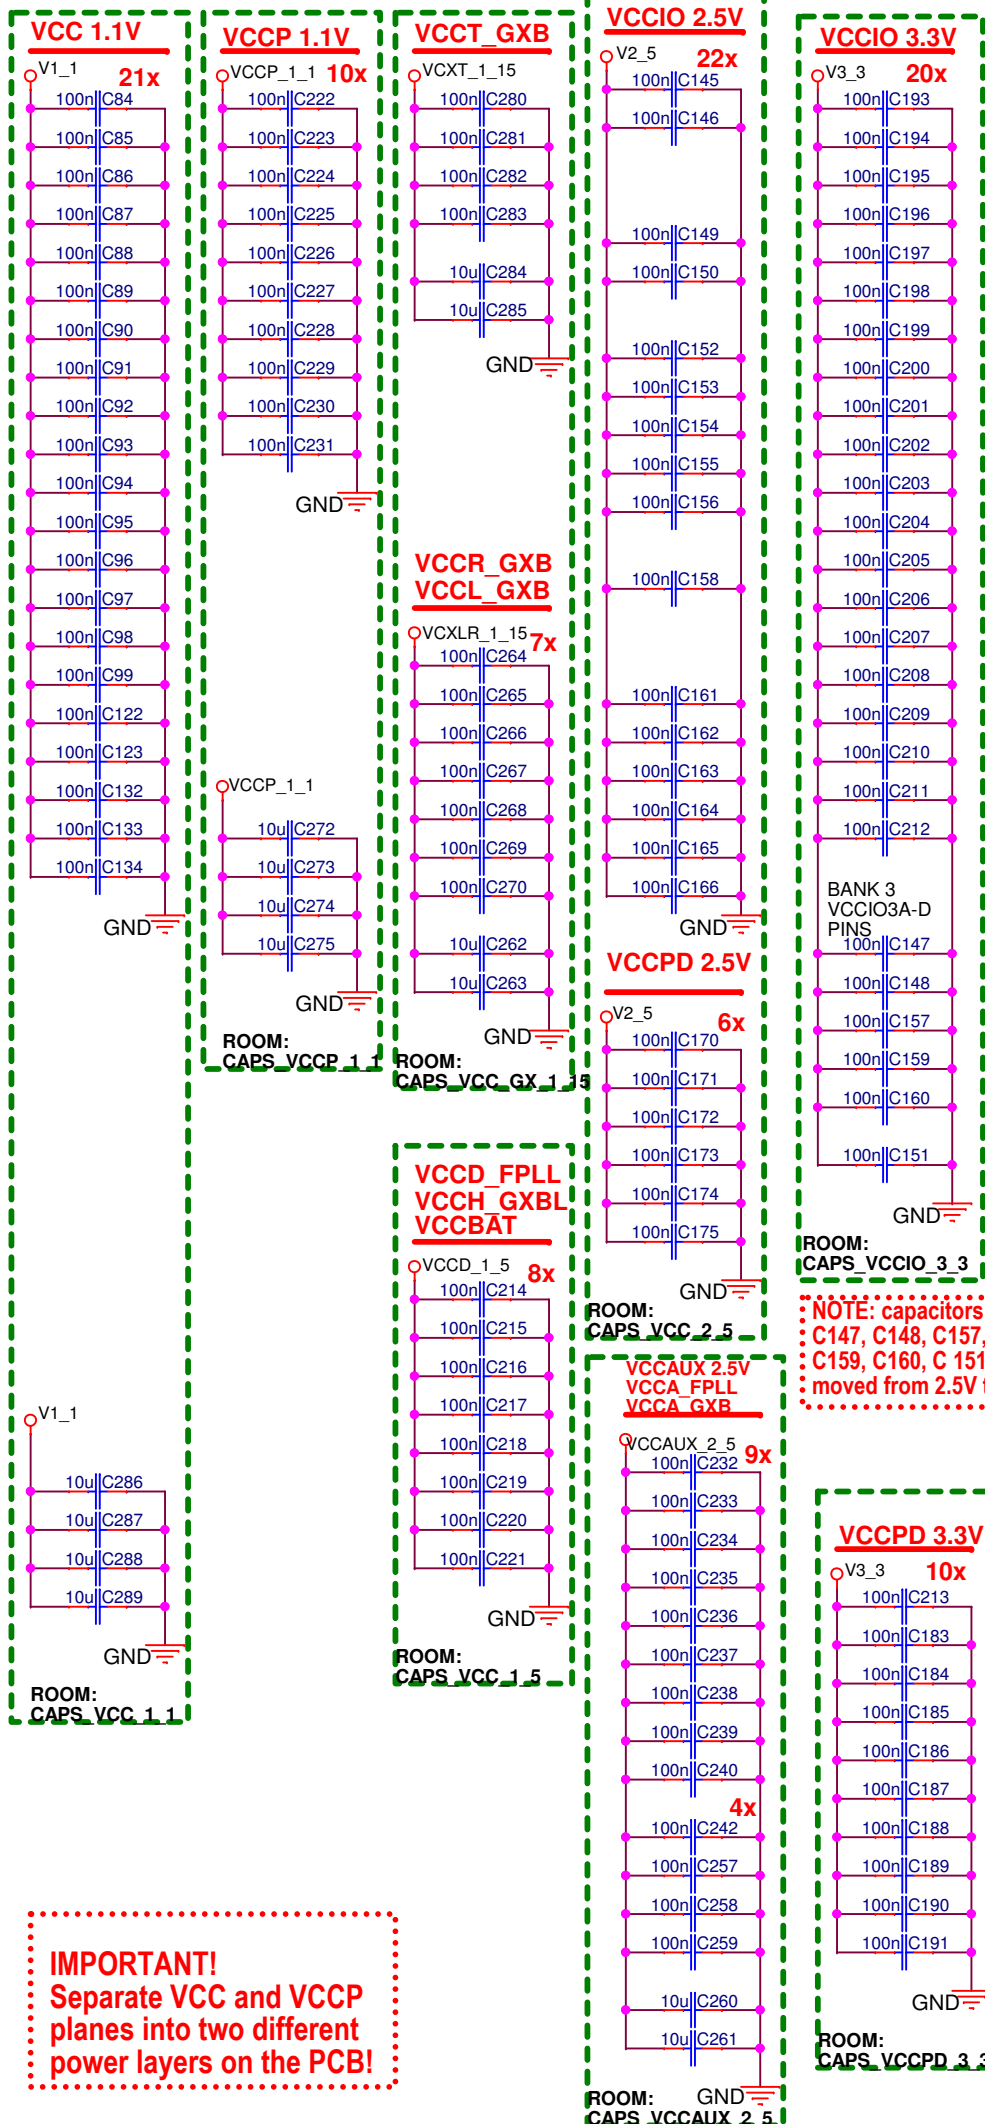 VCC 1.1V
V1_1
21x
100n C84
100n C85
100n C86
100n C87
100n C88
100n C89
100n C90
100n C91
100n C92
100n C93
100n C94
100n C95
100n C96
100n C97
100n C98
100n C99
100n C122
100n C123
100n C132
100n C133
100n C134
GND
V1_1
10u C286
10u C287
10u C288
10u C289
GND
ROOM:
CAPS_VCC_1_1
VCCP 1.1V
VCCP_1_1 10x
100n C222
100n C223
100n C224
100n C225
100n C226
100n C227
100n C228
100n C229
100n C230
100n C231
GND
VCCP_1_1
10u C272
10u C273
10u C274
10u C275
GND
ROOM:
CAPS_VCCP_1_1
VCCT_GXB
VCXT_1_15
100n C280
100n C281
100n C282
100n C283
10u C284
10u C285
GND
VCCR_GXB
VCCL_GXB
VCXLR_1_15 7x
100n C264
100n C265
100n C266
100n C267
100n C268
100n C269
100n C270
10u C262
10u C263
GND
ROOM:
CAPS_VCC_GX_1_15
VCCD_FPLL
VCCH_GXBL
VCCBAT
VCCD_1_5 8x
100n C214
100n C215
100n C216
100n C217
100n C218
100n C219
100n C220
100n C221
GND
ROOM:
CAPS_VCC_1_5
VCCIO 2.5V
V2_5 22x
100n C145
100n C146
100n C149
100n C150
100n C152
100n C153
100n C154
100n C155
100n C156
100n C158
100n C161
100n C162
100n C163
100n C164
100n C165
100n C166
GND
VCCPD 2.5V
V2_5 6x
100n C170
100n C171
100n C172
100n C173
100n C174
100n C175
GND
ROOM:
CAPS_VCC_2_5
VCCAUX 2.5V
VCCA_FPLL
VCCA_GXB
VCCAUX_2_5 9x
100n C232
100n C233
100n C234
100n C235
100n C236
100n C237
100n C238
100n C239
100n C240
4x
100n C242
100n C257
100n C258
100n C259
10u C260
10u C261
GND
ROOM:
CAPS_VCCAUX_2_5
VCCIO 3.3V
V3_3 20x
100n C193
100n C194
100n C195
100n C196
100n C197
100n C198
100n C199
100n C200
100n C201
100n C202
100n C203
100n C204
100n C205
100n C206
100n C207
100n C208
100n C209
100n C210
100n C211
100n C212
BANK 3
VCCIO3A-D
PINS
100n C147
100n C148
100n C157
100n C159
100n C160
100n C151
GND
ROOM:
CAPS_VCCIO_3_3
NOTE: capacitors
C147, C148, C157,
C159, C160, C 151
moved from 2.5V
VCCPD 3.3V
V3_3 10x
100n C213
100n C183
100n C184
100n C185
100n C186
100n C187
100n C188
100n C189
100n C190
100n C191
GND
ROOM:
CAPS_VCCPD_3_3
IMPORTANT!
Separate VCC and VCCP
planes into two different
power layers on the PCB!